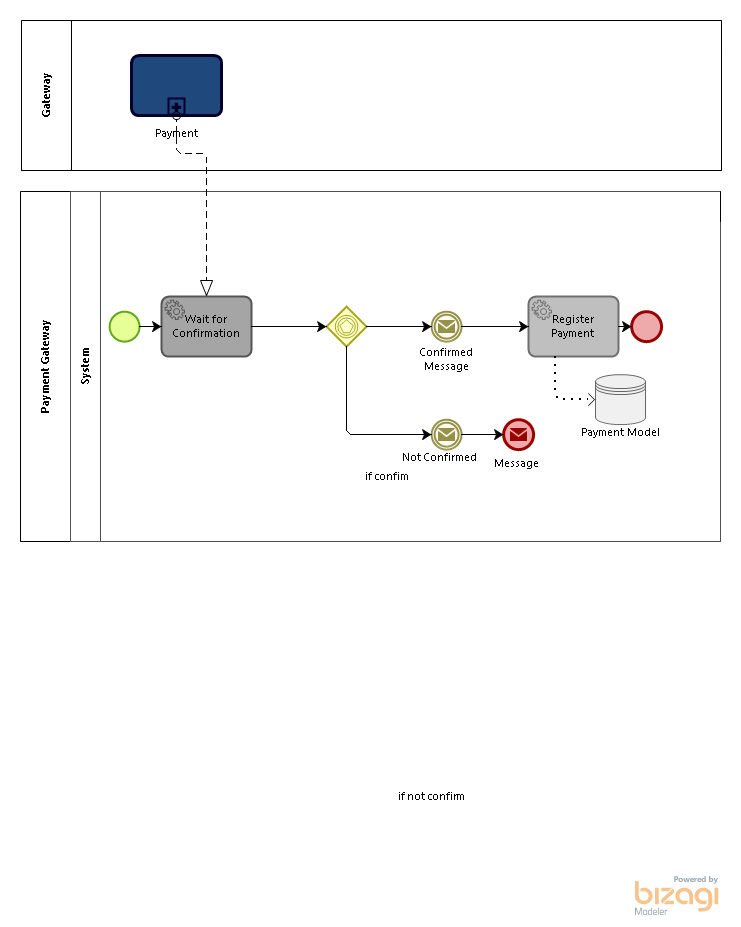 Gateway
Payment
Payment Gateway
System
Wait for
Confirmation
Confirmed
Message
Register
Payment
Payment Model
Not Confirmed
Message
if confim
if not confirm
Powered by
bizagi
Modeler